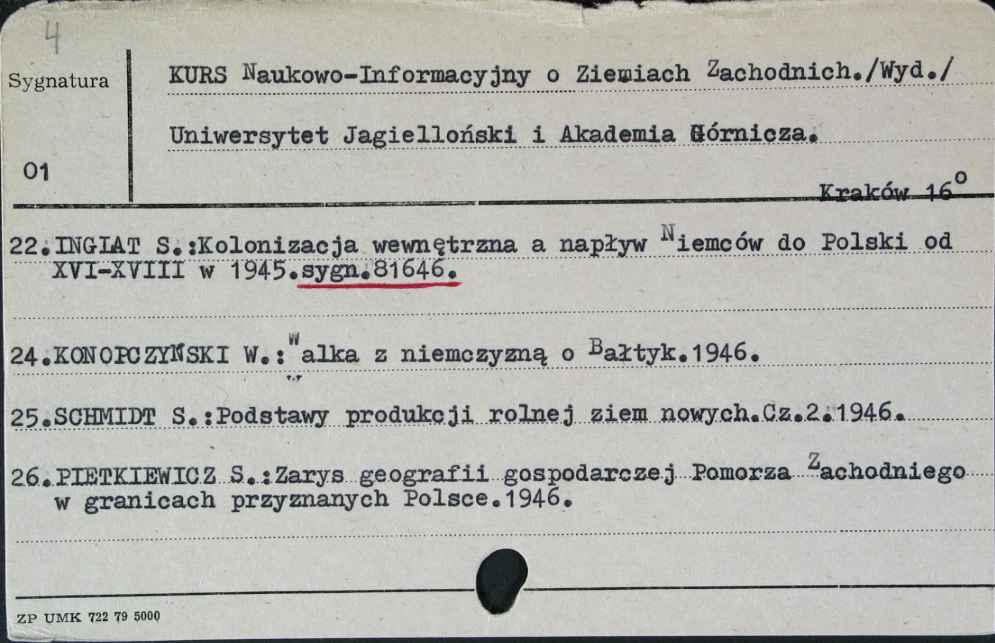 4
Sygnatura
KURS Naukowo-Informacyjny o Ziemiach Zachodnich./Wyd./
Uniwersytet Jagielloński i Akademia Górnicza.
01
Kraków 16°
22.INGLAT S.:Kolonizacja wewnętrzna a napływ Niemców do Polski od
XVI-XVIII w 1945.sygn.81646.
24.KONOPCZYŃSKI W.:Walka z niemczyzną o Bałtyk.1946.
25.SCHMIDT S.:Podstawy produkcji rolnej ziem nowych.Cz.2.1946.
26.PIETKIEWICZ S.:Zarys geografii gospodarczej Pomorza Zachodniego
w granicach przyznanych Polsce.1946.
ZP UMK 722 79 5000